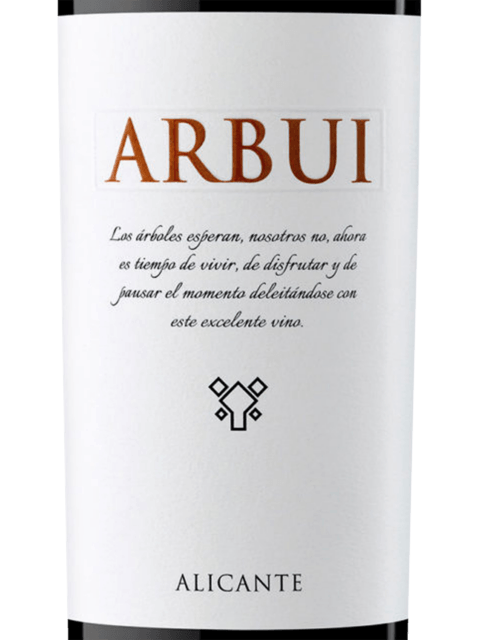 ARBUI
Los árboles esperan, nosotros no, ahora
es tiempo de vivir, de disfrutar y de
pausar el momento deleitándose con
este excelente vino.
ALICANTE